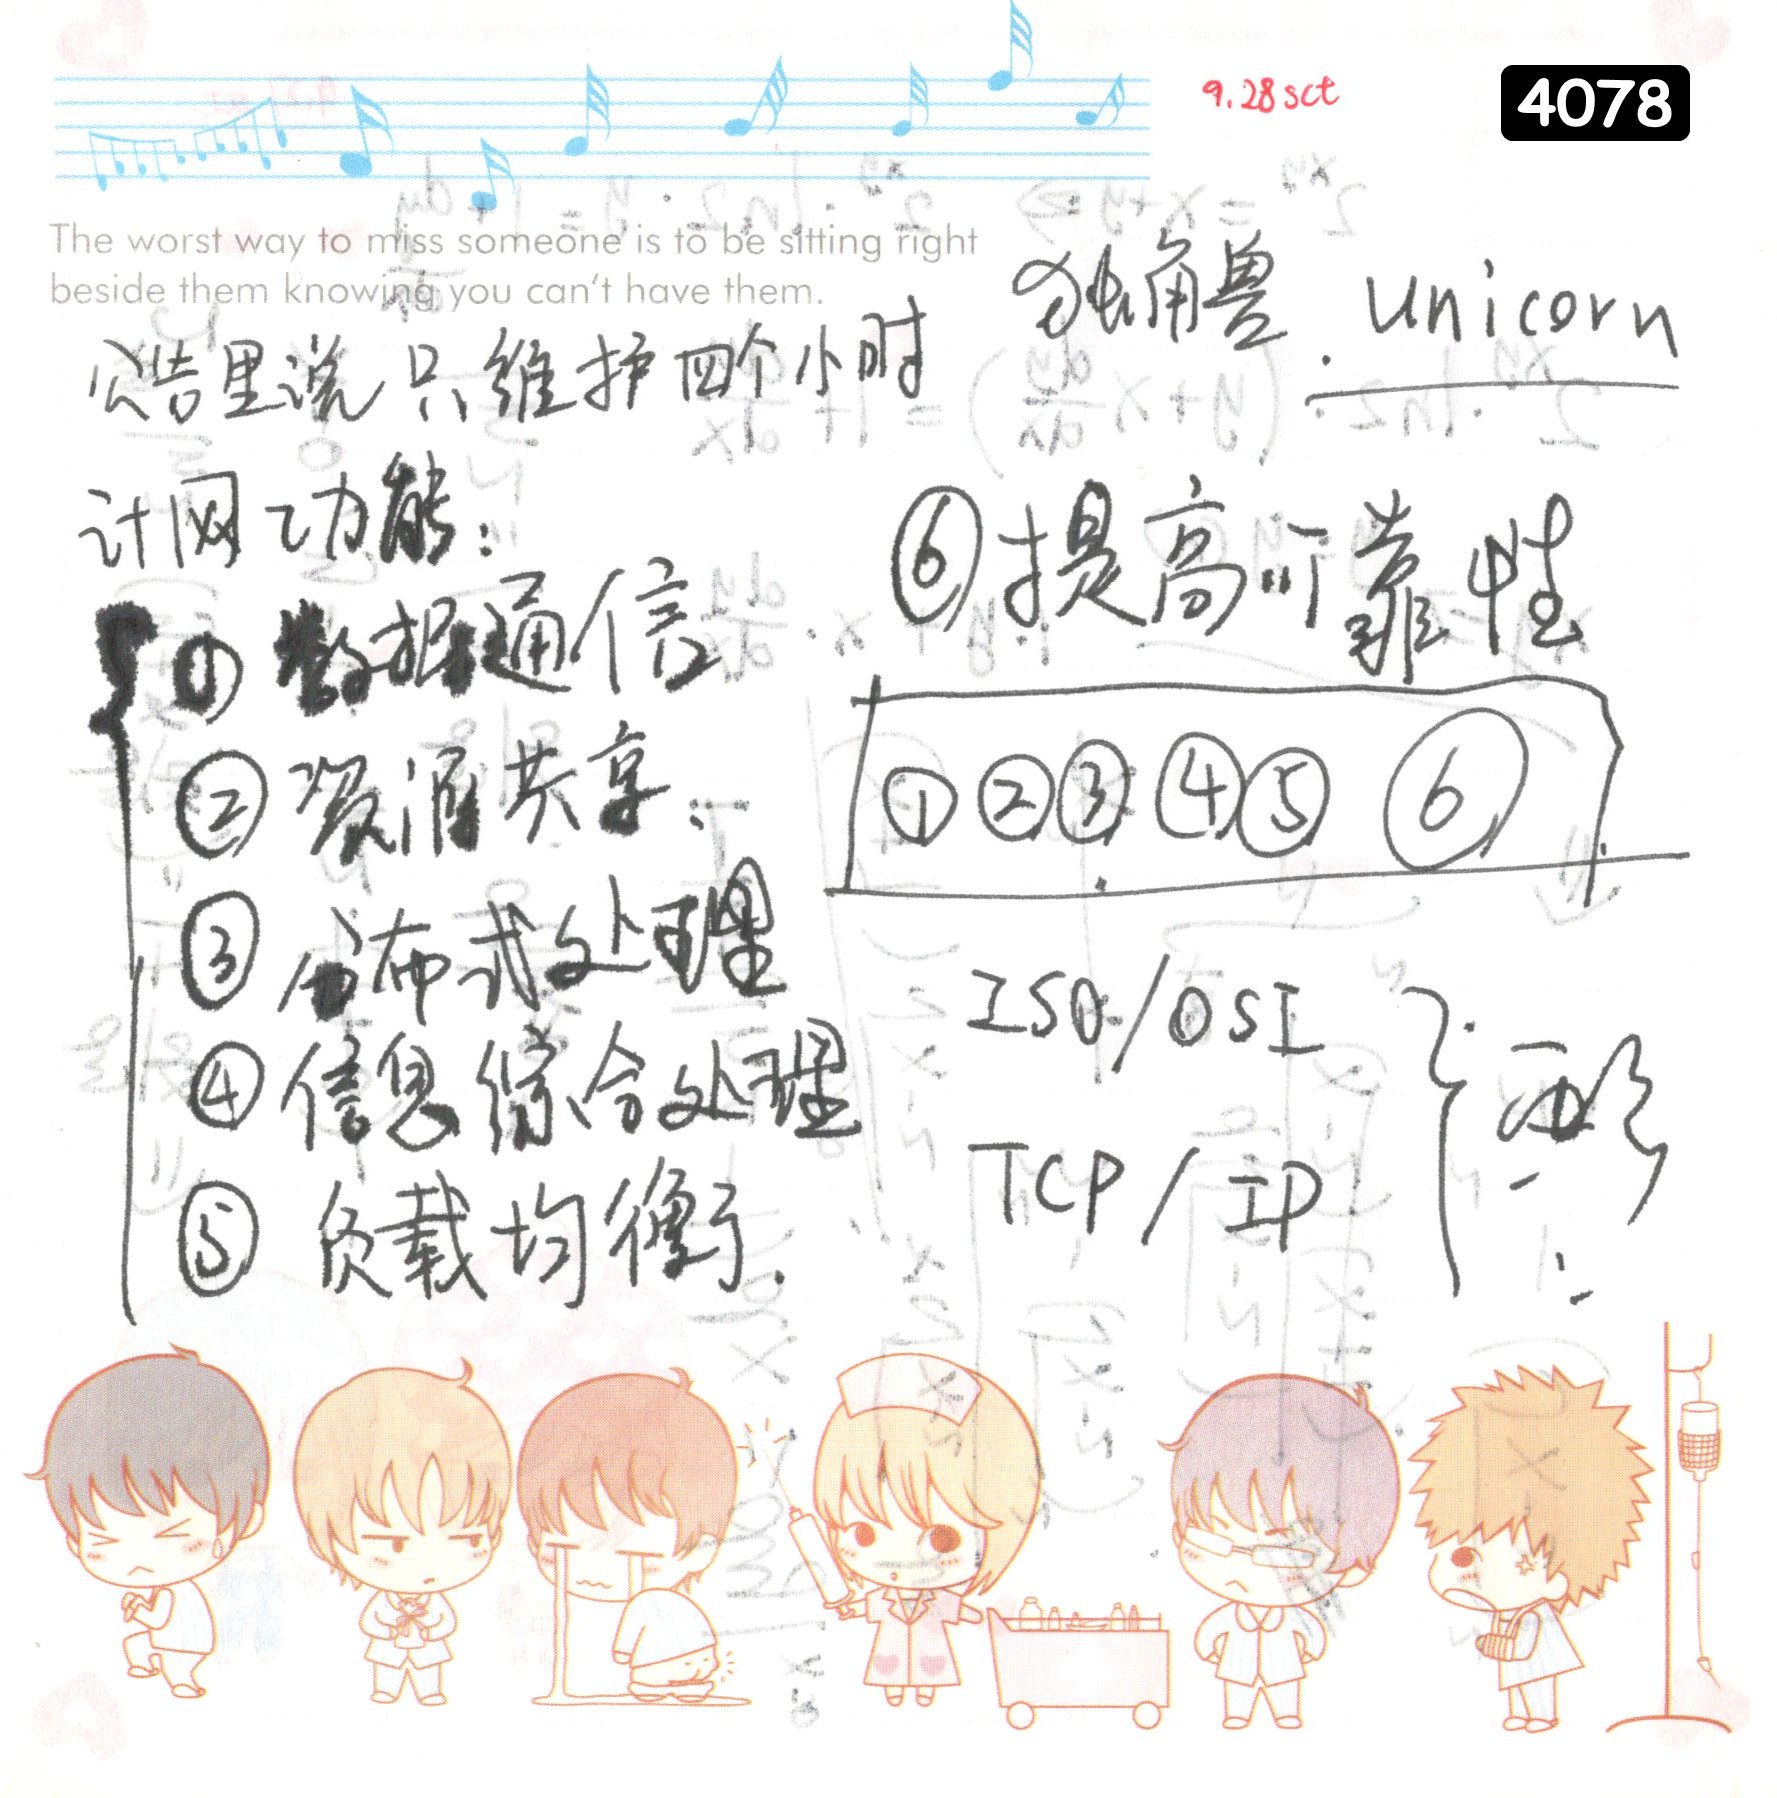 9.28 sct
4078
The worst way to miss someone is to be sitting right
beside them knowing you can't have them.
独角兽. unicorn
公告里说只维护四个小时
计网功能:
① 数据通信
② 资源共享.
③ 分布式处理
④ 信息综合处理
⑤ 负载均衡.
⑥ 提高可靠性
① ② ③ ④ ⑤ ⑥
ISO/OSI
TCP/IP